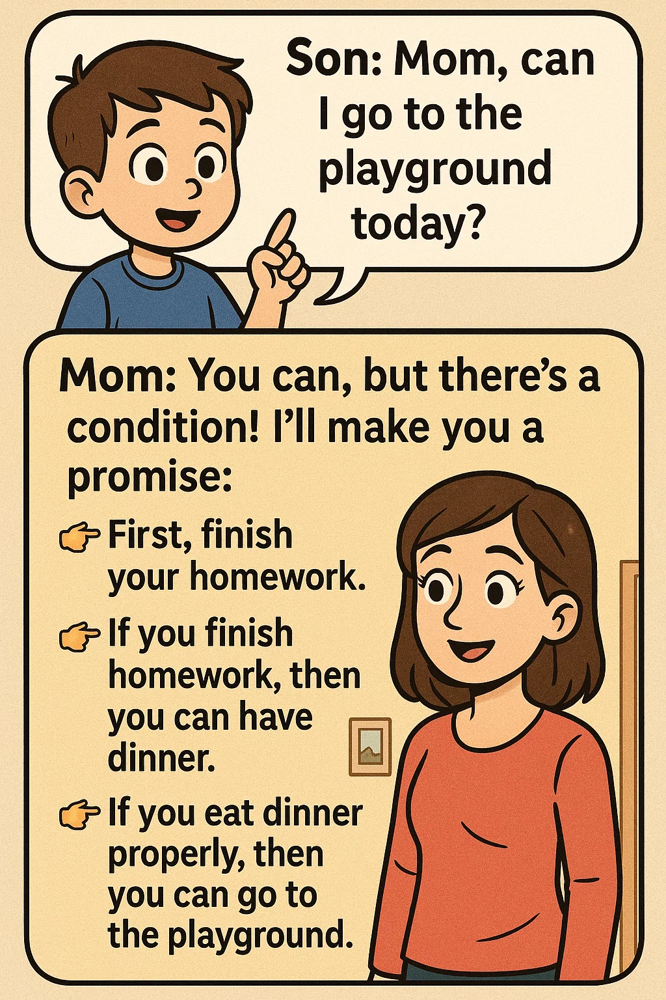 Son: Mom, can
I go to the
playground
today?
Mom: You can, but there's a
condition! I'll make you a
promise:
👉 First, finish
your homework.
👉 If you finish
homework, then
you can have
dinner.
👉 If you eat dinner
properly, then
you can go to
the playground.